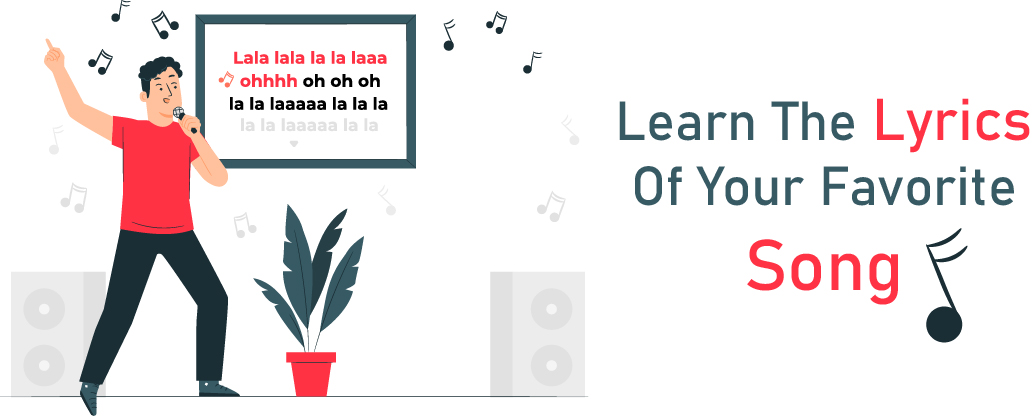 Lala lala la la laaa
ohhhh oh oh oh
la la laaaaa la la la
la la laaaaa la la
Learn The Lyrics
Of Your Favorite
Song